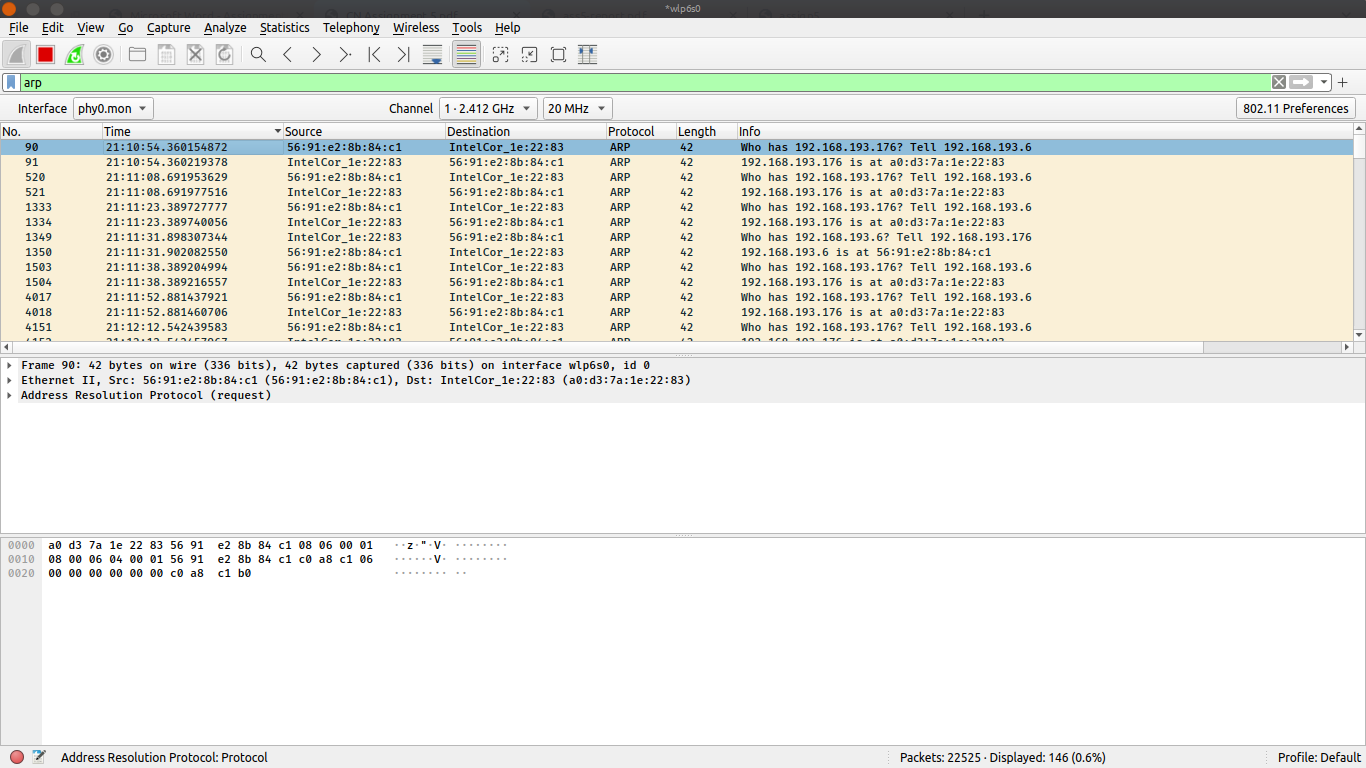 *wlp6s0
File Edit View Go Capture Analyze Statistics Telephony Wireless Tools Help
arp
Interface phy0.mon Channel 1 · 2.412 GHz 20 MHz 802.11 Preferences
No. Time Source Destination Protocol Length Info
90 21:10:54.360154872 56:91:e2:8b:84:c1 IntelCor_1e:22:83 ARP 42 Who has 192.168.193.176? Tell 192.168.193.6
91 21:10:54.360219378 IntelCor_1e:22:83 56:91:e2:8b:84:c1 ARP 42 192.168.193.176 is at a0:d3:7a:1e:22:83
520 21:11:08.691953629 56:91:e2:8b:84:c1 IntelCor_1e:22:83 ARP 42 Who has 192.168.193.176? Tell 192.168.193.6
521 21:11:08.691977516 IntelCor_1e:22:83 56:91:e2:8b:84:c1 ARP 42 192.168.193.176 is at a0:d3:7a:1e:22:83
1333 21:11:23.389727777 56:91:e2:8b:84:c1 IntelCor_1e:22:83 ARP 42 Who has 192.168.193.176? Tell 192.168.193.6
1334 21:11:23.389740056 IntelCor_1e:22:83 56:91:e2:8b:84:c1 ARP 42 192.168.193.176 is at a0:d3:7a:1e:22:83
1349 21:11:31.898307344 IntelCor_1e:22:83 56:91:e2:8b:84:c1 ARP 42 Who has 192.168.193.6? Tell 192.168.193.176
1350 21:11:31.902082550 56:91:e2:8b:84:c1 IntelCor_1e:22:83 ARP 42 192.168.193.6 is at 56:91:e2:8b:84:c1
1503 21:11:38.389204994 56:91:e2:8b:84:c1 IntelCor_1e:22:83 ARP 42 Who has 192.168.193.176? Tell 192.168.193.6
1504 21:11:38.389216557 IntelCor_1e:22:83 56:91:e2:8b:84:c1 ARP 42 192.168.193.176 is at a0:d3:7a:1e:22:83
4017 21:11:52.881437921 56:91:e2:8b:84:c1 IntelCor_1e:22:83 ARP 42 Who has 192.168.193.176? Tell 192.168.193.6
4018 21:11:52.881460706 IntelCor_1e:22:83 56:91:e2:8b:84:c1 ARP 42 192.168.193.176 is at a0:d3:7a:1e:22:83
4151 21:12:12.542439583 56:91:e2:8b:84:c1 IntelCor_1e:22:83 ARP 42 Who has 192.168.193.176? Tell 192.168.193.6
Frame 90: 42 bytes on wire (336 bits), 42 bytes captured (336 bits) on interface wlp6s0, id 0
Ethernet II, Src: 56:91:e2:8b:84:c1 (56:91:e2:8b:84:c1), Dst: IntelCor_1e:22:83 (a0:d3:7a:1e:22:83)
Address Resolution Protocol (request)
0000 a0 d3 7a 1e 22 83 56 91 e2 8b 84 c1 08 06 00 01 ··z·"·V· ········
0010 08 00 06 04 00 01 56 91 e2 8b 84 c1 c0 a8 c1 06 ······V· ········
0020 00 00 00 00 00 00 c0 a8 c1 b0 ········ ··
Address Resolution Protocol: Protocol Packets: 22525 · Displayed: 146 (0.6%) Profile: Default